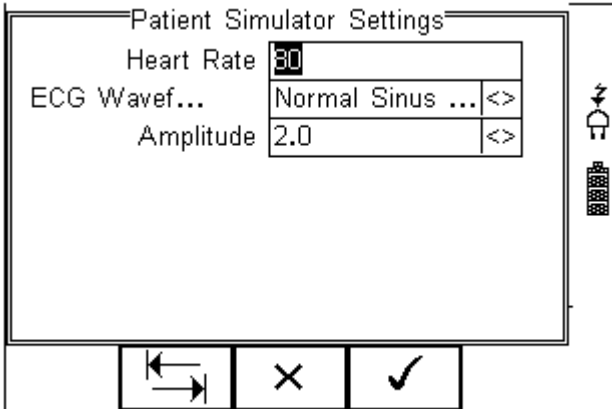 Patient Simulator Settings
Heart Rate 80
ECG Wavef... Normal Sinus ... <>
Amplitude 2.0 <>